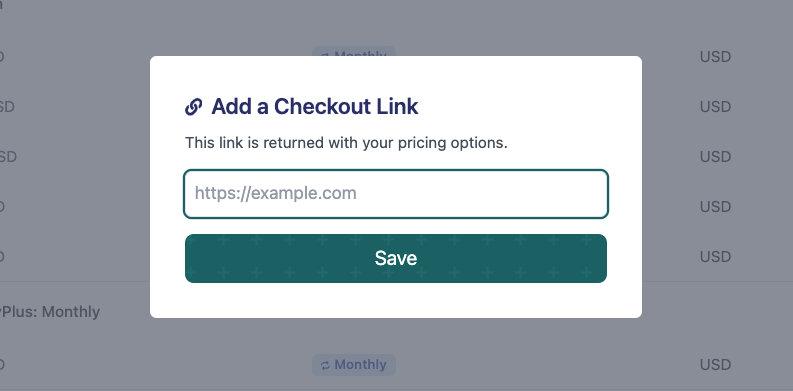 Monthly
USD
Add a Checkout Link
USD
SD
This link is returned with your pricing options.
SD
USD
https://example.com
USD
Save
USD
Plus: Monthly
Monthly
USD